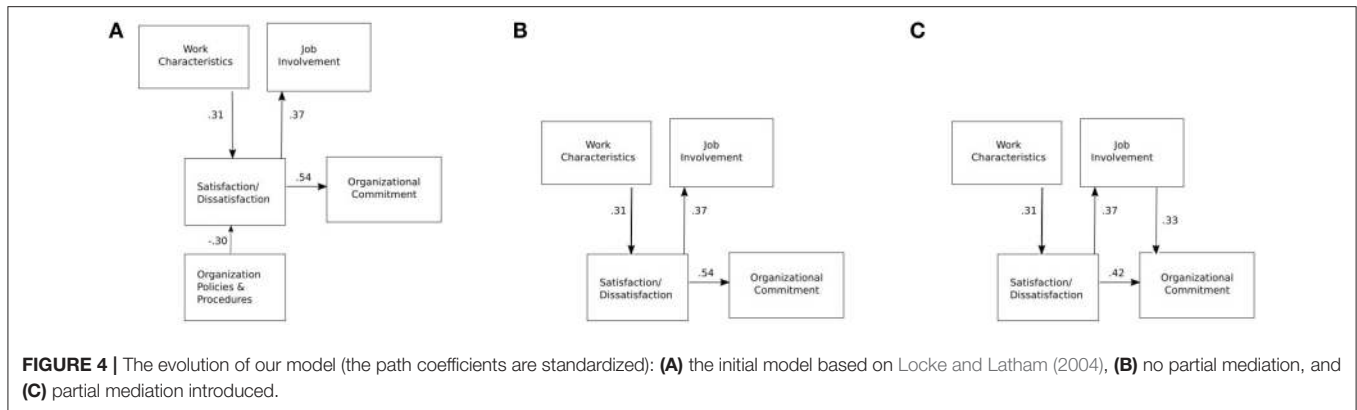 A
Work
Characteristics
Job
Involvement
.31
.37
Satisfaction/
Dissatisfaction
.54
Organizational
Commitment
-.30
Organization
Policies &
Procedures
B
Work
Characteristics
Job
Involvement
.31
.37
Satisfaction/
Dissatisfaction
.54
Organizational
Commitment
C
Work
Characteristics
Job
Involvement
.31
.37
.33
Satisfaction/
Dissatisfaction
.42
Organizational
Commitment
FIGURE 4 | The evolution of our model (the path coefficients are standardized): (A) the initial model based on Locke and Latham (2004), (B) no partial mediation, and
(C) partial mediation introduced.